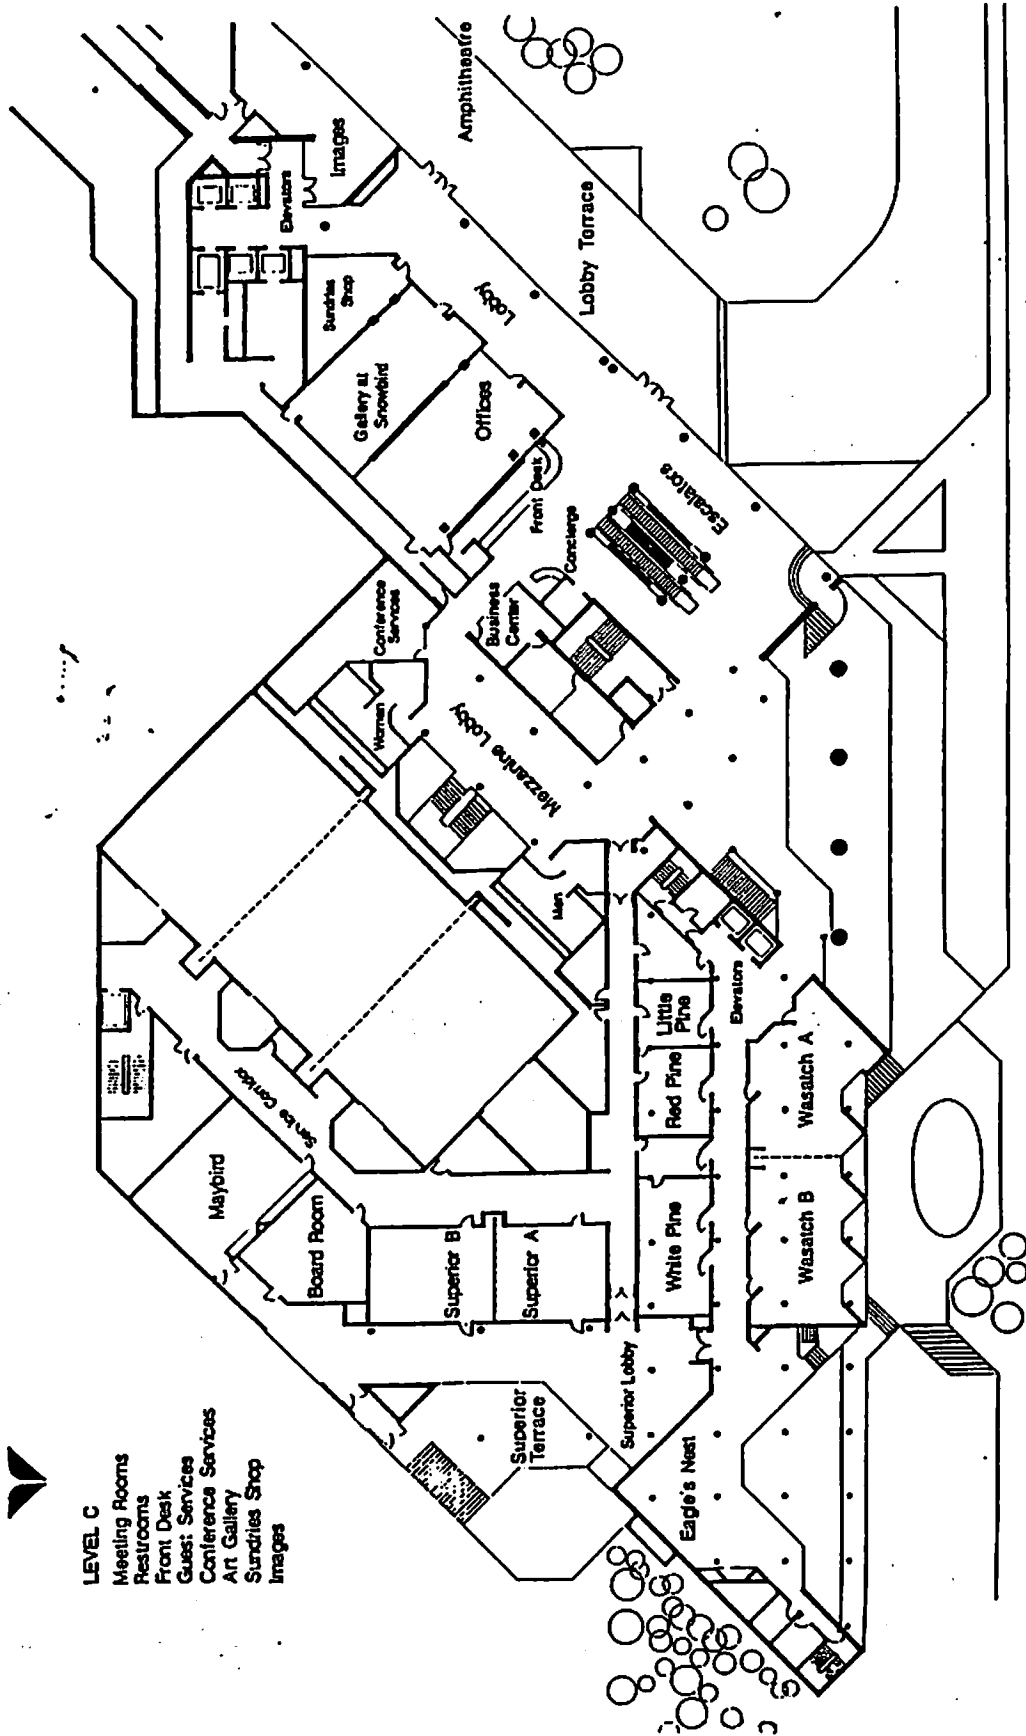 LEVEL C
Meeting Rooms
Restrooms
Front Desk
Guest Services
Conference Services
Art Gallery
Sundries Shop
Images
Maybird
Board Room
Service Corridor
Superior B
Superior A
Superior
Terrace
Superior Lobby
Eagle's Nest
White Pine
Red Pine
Little
Pine
Wasatch B
Wasatch A
Elevators
Men
Women
Mezzanine Lobby
Conference
Services
Business
Center
Concierge
Front Desk
Escalators
Offices
Gallery at
Snowbird
Sundries
Shop
Lobby
Elevators
Images
Lobby Terrace
Amphitheatre